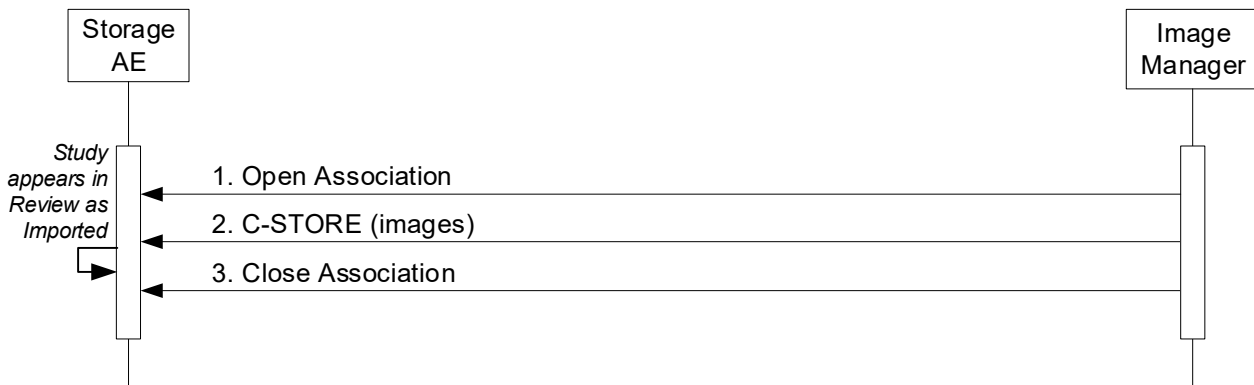 Storage
AE
Image
Manager
Study
appears in
Review as
Imported
1. Open Association
2. C-STORE (images)
3. Close Association